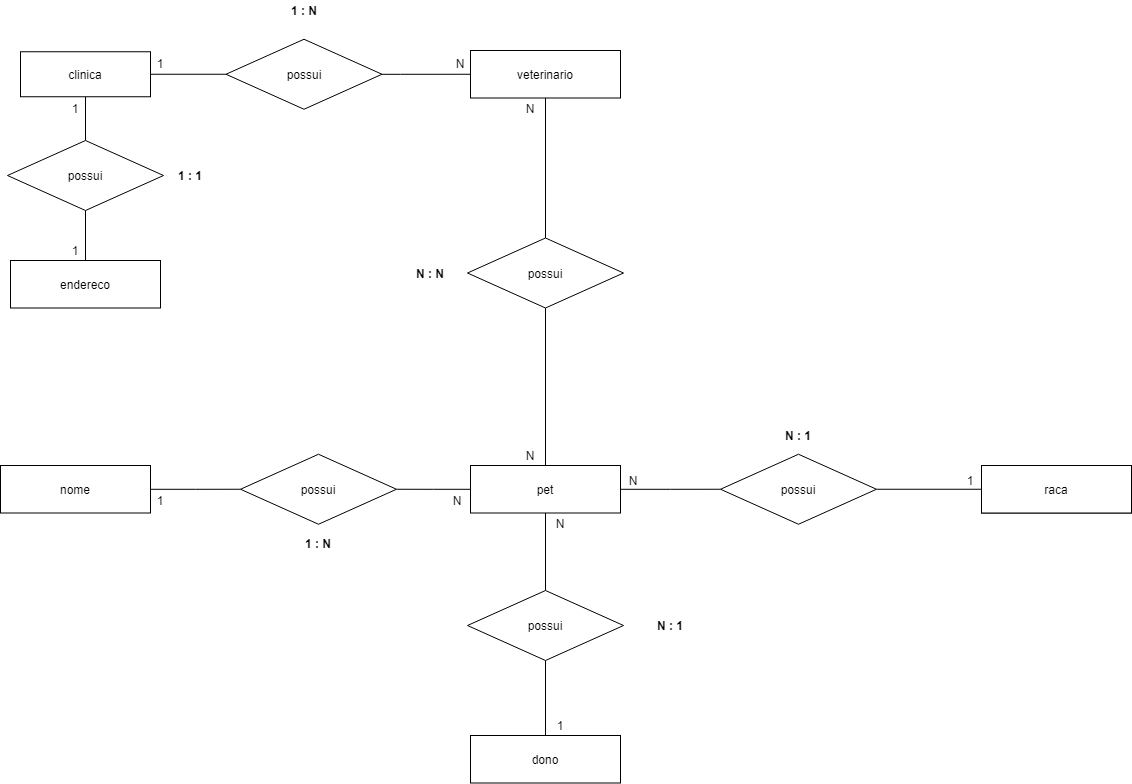 1 : N
clinica
1
possui
N
veterinario
1
N
possui
1 : 1
1
endereco
N : N
possui
N
N : 1
nome
1
possui
N
pet
N
possui
1
raca
1 : N
N
possui
N : 1
1
dono